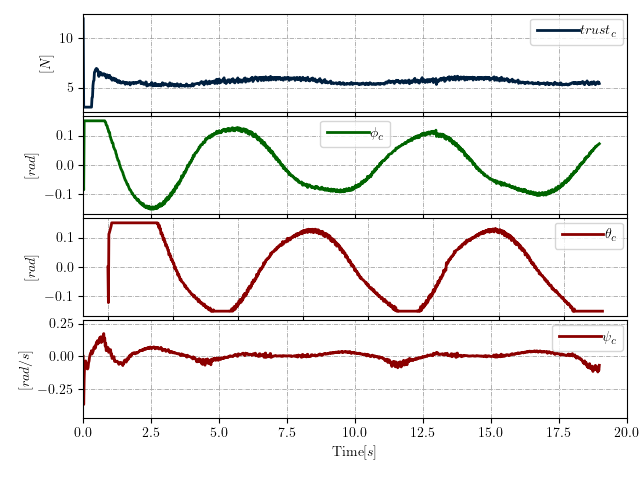 10
5
[N]
trust_c
0.1
0.0
−0.1
[rad]
ϕ_c
0.1
0.0
−0.1
[rad]
θ_c
0.25
0.00
−0.25
[rad/s]
ψ_c
0.0 2.5 5.0 7.5 10.0 12.5 15.0 17.5 20.0
Time[s]